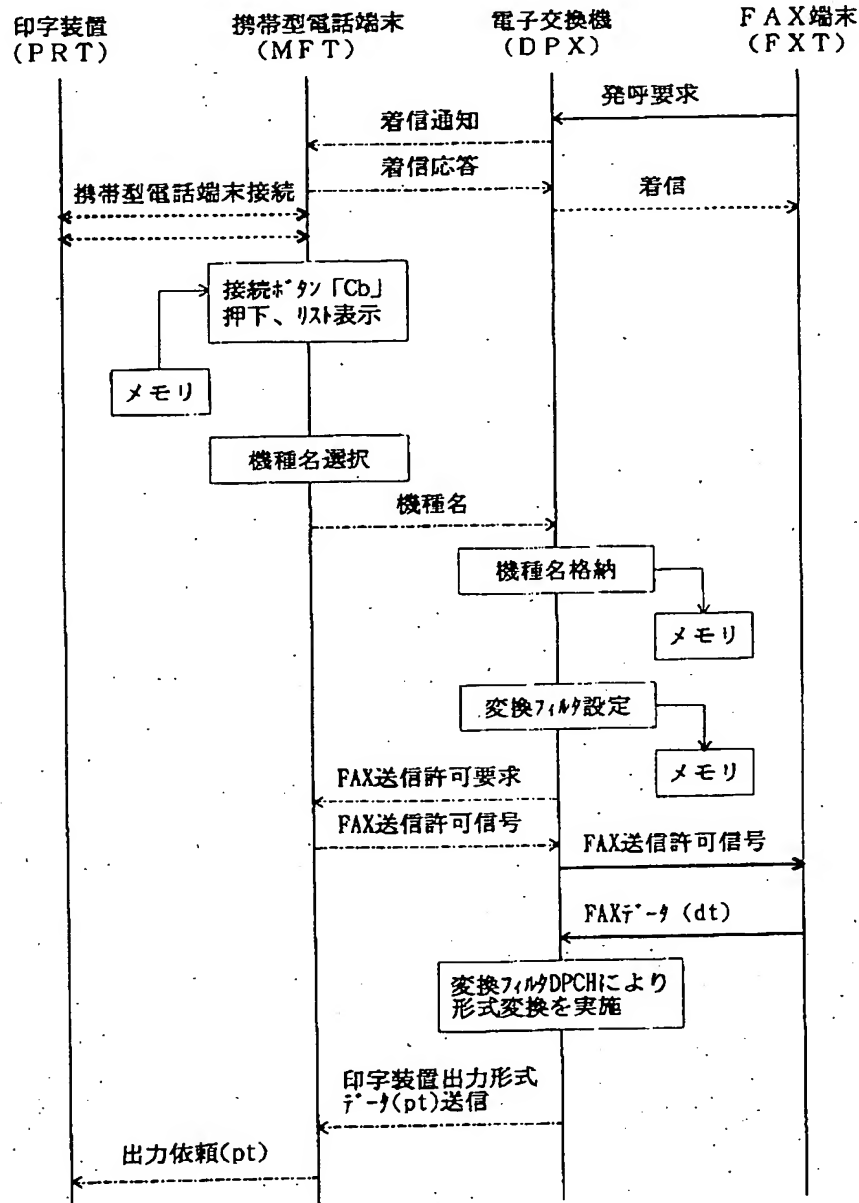 印字装置
(PRT)
携帯型電話端末
(MFT)
電子交換機
(DPX)
FAX端末
(FXT)
発呼要求
着信通知
着信応答
着信
携帯型電話端末接続
接続ボタン「Cb」
押下、リスト表示
メモリ
機種名選択
機種名
機種名格納
メモリ
変換フィルタ設定
メモリ
FAX送信許可要求
FAX送信許可信号
FAX送信許可信号
FAXデータ(dt)
変換フィルタDPCHにより
形式変換を実施
印字装置出力形式
データ(pt)送信
出力依頼(pt)